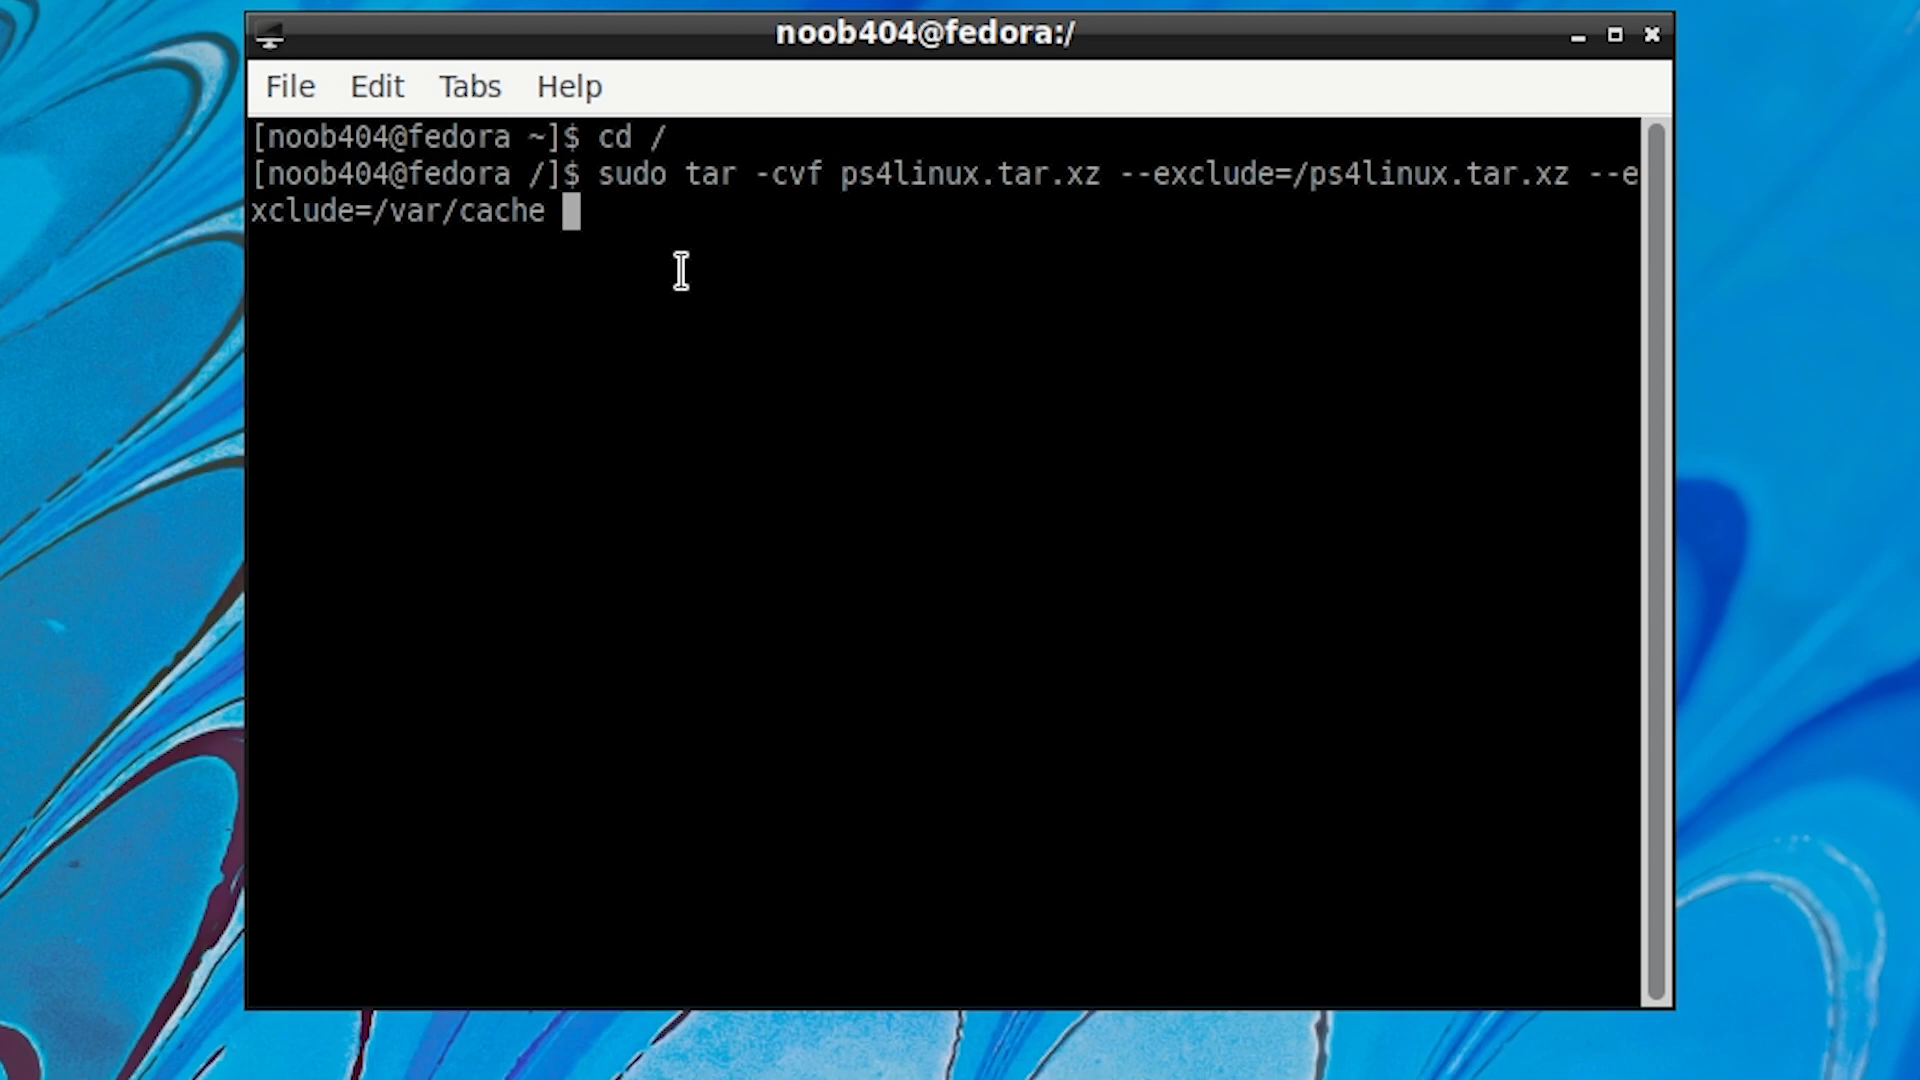 noob404@fedora:/
File Edit Tabs Help
[noob404@fedora ~]$ cd /
[noob404@fedora /]$ sudo tar -cvf ps4linux.tar.xz --exclude=/ps4linux.tar.xz --e
xclude=/var/cache